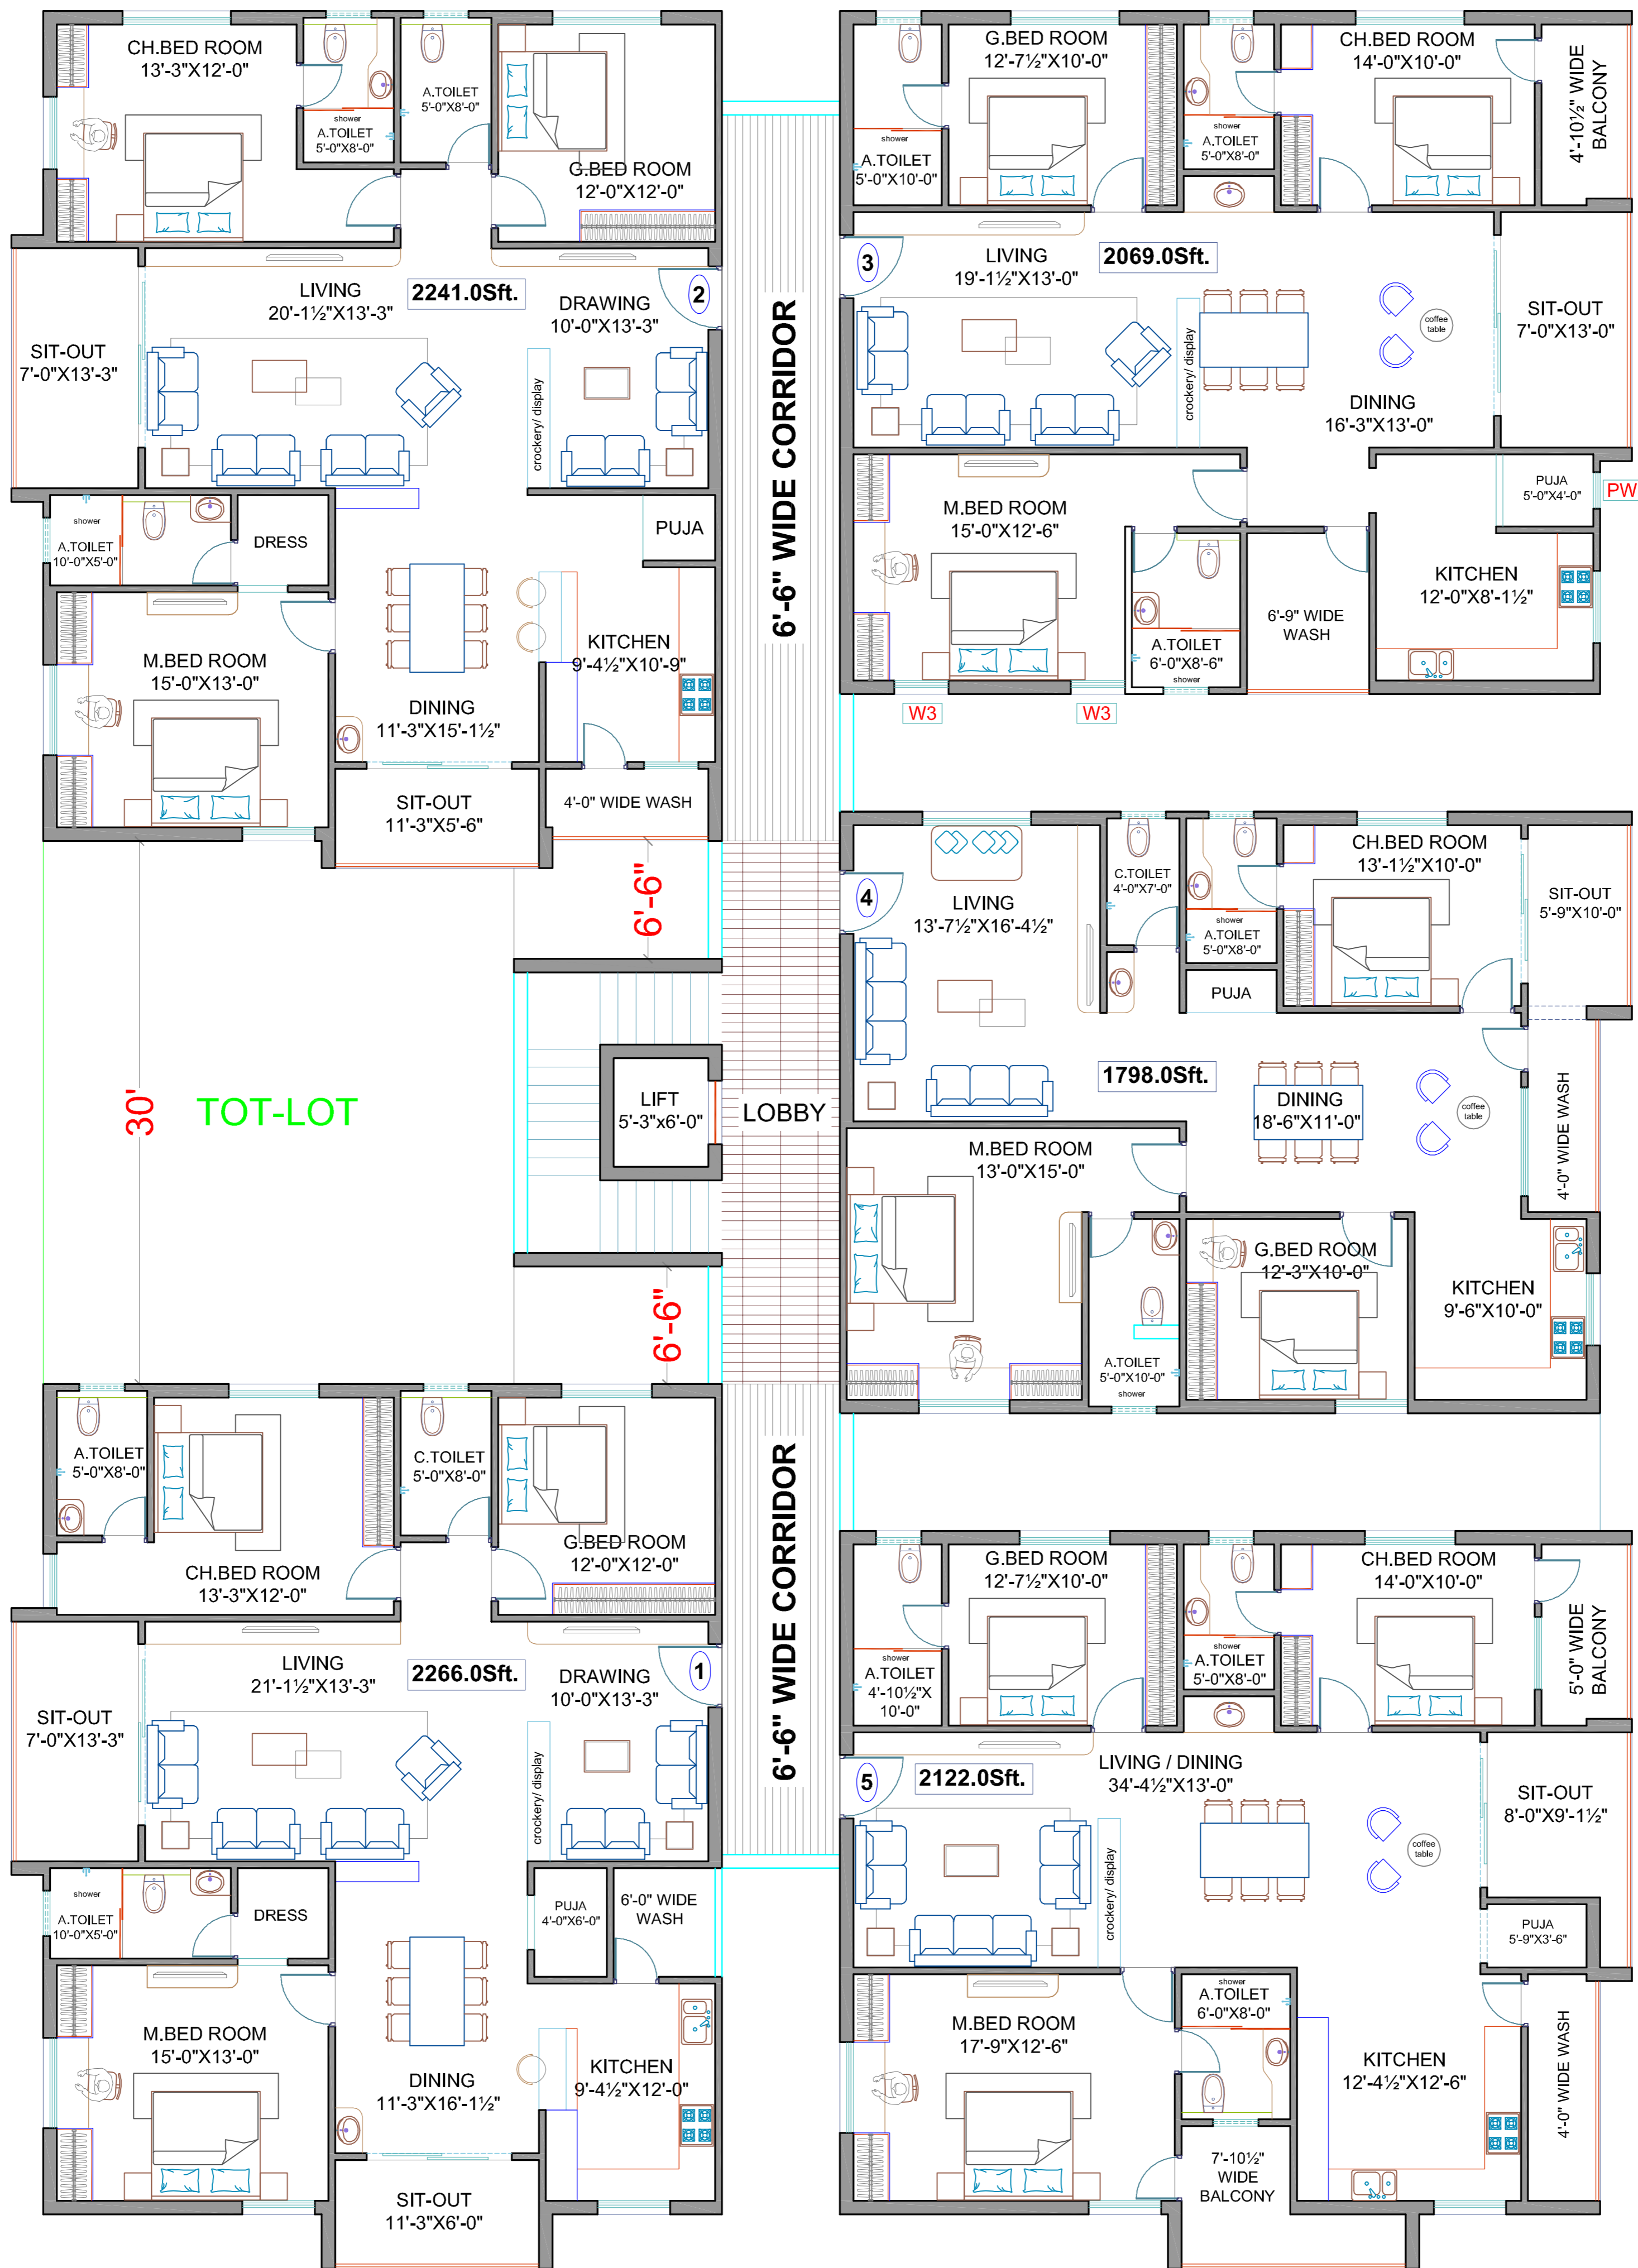 CH.BED ROOM
13'-3"X12'-0"
A.TOILET
5'-0"X8'-0"
A.TOILET
5'-0"X8'-0"
shower
G.BED ROOM
12'-0"X12'-0"
LIVING
20'-1½"X13'-3"
2241.0Sft.
DRAWING
10'-0"X13'-3"
2
SIT-OUT
7'-0"X13'-3"
crockery/ display
shower
A.TOILET
10'-0"X5'-0"
DRESS
PUJA
M.BED ROOM
15'-0"X13'-0"
KITCHEN
9'-4½"X10'-9"
DINING
11'-3"X15'-1½"
SIT-OUT
11'-3"X5'-6"
4'-0" WIDE WASH
6'-6" WIDE CORRIDOR
G.BED ROOM
12'-7½"X10'-0"
CH.BED ROOM
14'-0"X10'-0"
4'-10½" WIDE
BALCONY
shower
A.TOILET
5'-0"X10'-0"
shower
A.TOILET
5'-0"X8'-0"
3
LIVING
19'-1½"X13'-0"
2069.0Sft.
crockery/ display
coffee
table
SIT-OUT
7'-0"X13'-0"
DINING
16'-3"X13'-0"
M.BED ROOM
15'-0"X12'-6"
PUJA
5'-0"X4'-0"
PW
KITCHEN
12'-0"X8'-1½"
6'-9" WIDE
WASH
A.TOILET
6'-0"X8'-6"
shower
W3
W3
6'-6"
30'
TOT-LOT
LIFT
5'-3"x6'-0"
LOBBY
6'-6"
4
LIVING
13'-7½"X16'-4½"
C.TOILET
4'-0"X7'-0"
shower
A.TOILET
5'-0"X8'-0"
CH.BED ROOM
13'-1½"X10'-0"
SIT-OUT
5'-9"X10'-0"
PUJA
1798.0Sft.
DINING
18'-6"X11'-0"
coffee
table
4'-0" WIDE WASH
M.BED ROOM
13'-0"X15'-0"
G.BED ROOM
12'-3"X10'-0"
KITCHEN
9'-6"X10'-0"
A.TOILET
5'-0"X10'-0"
shower
A.TOILET
5'-0"X8'-0"
C.TOILET
5'-0"X8'-0"
CH.BED ROOM
13'-3"X12'-0"
G.BED ROOM
12'-0"X12'-0"
LIVING
21'-1½"X13'-3"
2266.0Sft.
DRAWING
10'-0"X13'-3"
1
SIT-OUT
7'-0"X13'-3"
crockery/ display
shower
A.TOILET
10'-0"X5'-0"
DRESS
PUJA
4'-0"X6'-0"
6'-0" WIDE
WASH
M.BED ROOM
15'-0"X13'-0"
DINING
11'-3"X16'-1½"
KITCHEN
9'-4½"X12'-0"
SIT-OUT
11'-3"X6'-0"
6'-6" WIDE CORRIDOR
G.BED ROOM
12'-7½"X10'-0"
CH.BED ROOM
14'-0"X10'-0"
5'-0" WIDE
BALCONY
shower
A.TOILET
4'-10½"X
10'-0"
shower
A.TOILET
5'-0"X8'-0"
5
2122.0Sft.
LIVING / DINING
34'-4½"X13'-0"
SIT-OUT
8'-0"X9'-1½"
crockery/ display
coffee
table
PUJA
5'-9"X3'-6"
M.BED ROOM
17'-9"X12'-6"
shower
A.TOILET
6'-0"X8'-0"
KITCHEN
12'-4½"X12'-6"
4'-0" WIDE WASH
7'-10½"
WIDE
BALCONY